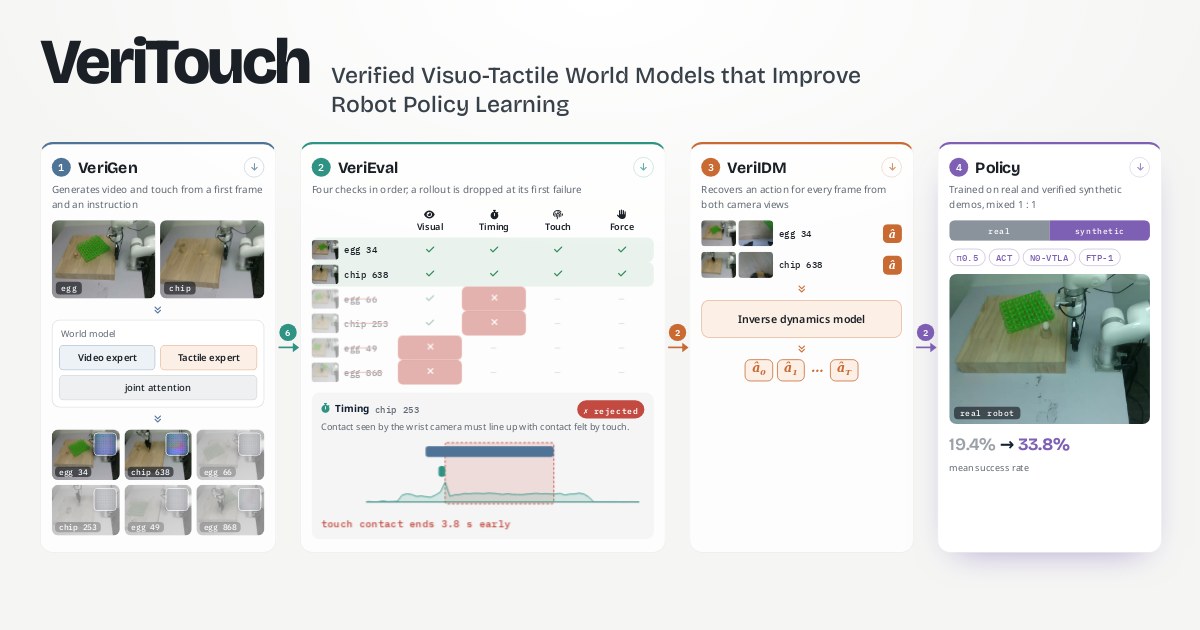 VeriTouch
Verified Visuo-Tactile World Models that Improve
Robot Policy Learning
1 VeriGen ↓
Generates video and touch from a first frame
and an instruction
egg
chip
World model
Video expert
Tactile expert
joint attention
egg 34
chip 638
egg 66
chip 253
egg 49
egg 868
6
2 VeriEval ↓
Four checks in order; a rollout is dropped at its first failure
Visual Timing Touch Force
egg 34 ✓ ✓ ✓ ✓
chip 638 ✓ ✓ ✓ ✓
egg 66 ✓ ✕ – –
chip 253 ✓ ✕ – –
egg 49 ✕ – – –
egg 868 ✕ – – –
Timing chip 253 ✗ rejected
Contact seen by the wrist camera must line up with contact felt by touch.
touch contact ends 3.8 s early
2
3 VeriIDM ↓
Recovers an action for every frame from
both camera views
egg 34 â
chip 638 â
Inverse dynamics model
â₀ â₁ ⋯ â_T
2
4 Policy ↓
Trained on real and verified synthetic
demos, mixed 1 : 1
real synthetic
π0.5 ACT N0-VTLA FTP-1
real robot
19.4% → 33.8%
mean success rate